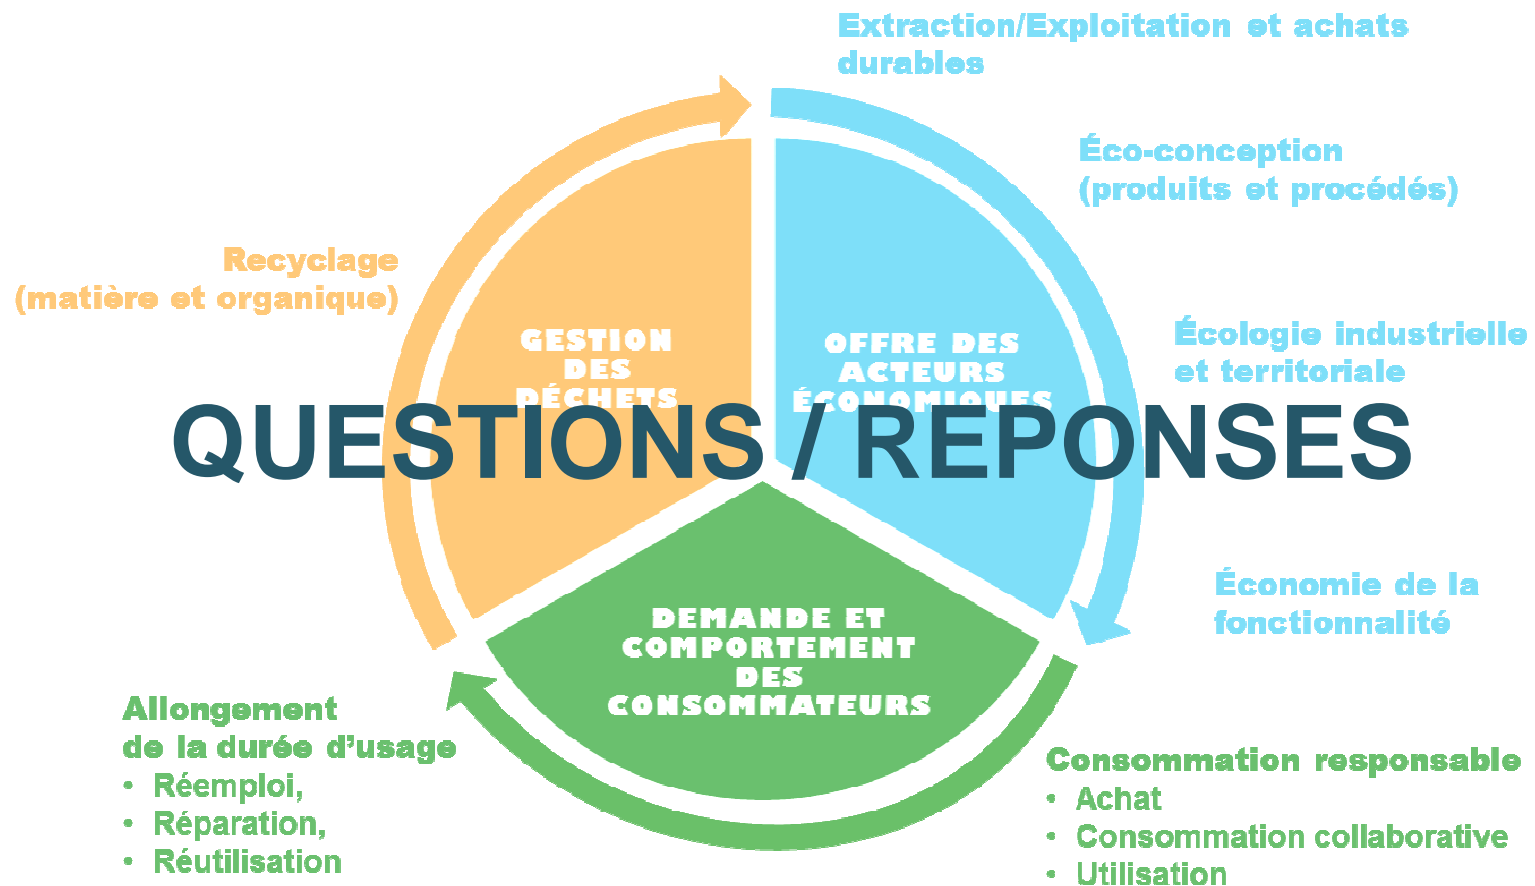 Extraction/Exploitation et achats
durables
Éco-conception
(produits et procédés)
Recyclage
(matière et organique)
GESTION
DES
DÉCHETS
OFFRE DES
ACTEURS
ÉCONOMIQUES
Écologie industrielle
et territoriale
QUESTIONS / REPONSES
Économie de la
fonctionnalité
DEMANDE ET
COMPORTEMENT
DES
CONSOMMATEURS
Allongement
de la durée d’usage
• Réemploi,
• Réparation,
• Réutilisation
Consommation responsable
• Achat
• Consommation collaborative
• Utilisation